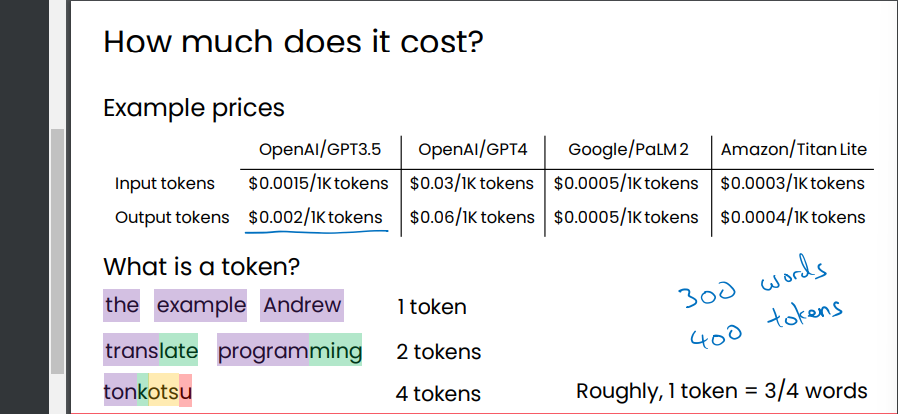 How much does it cost?
Example prices
OpenAI/GPT3.5 OpenAI/GPT4 Google/PaLM 2 Amazon/Titan Lite
Input tokens $0.0015/1K tokens $0.03/1K tokens $0.0005/1K tokens $0.0003/1K tokens
Output tokens $0.002/1K tokens $0.06/1K tokens $0.0005/1K tokens $0.0004/1K tokens
What is a token?
the example Andrew 1 token
translate programming 2 tokens
tonkotsu 4 tokens
300 words
400 tokens
Roughly, 1 token = 3/4 words